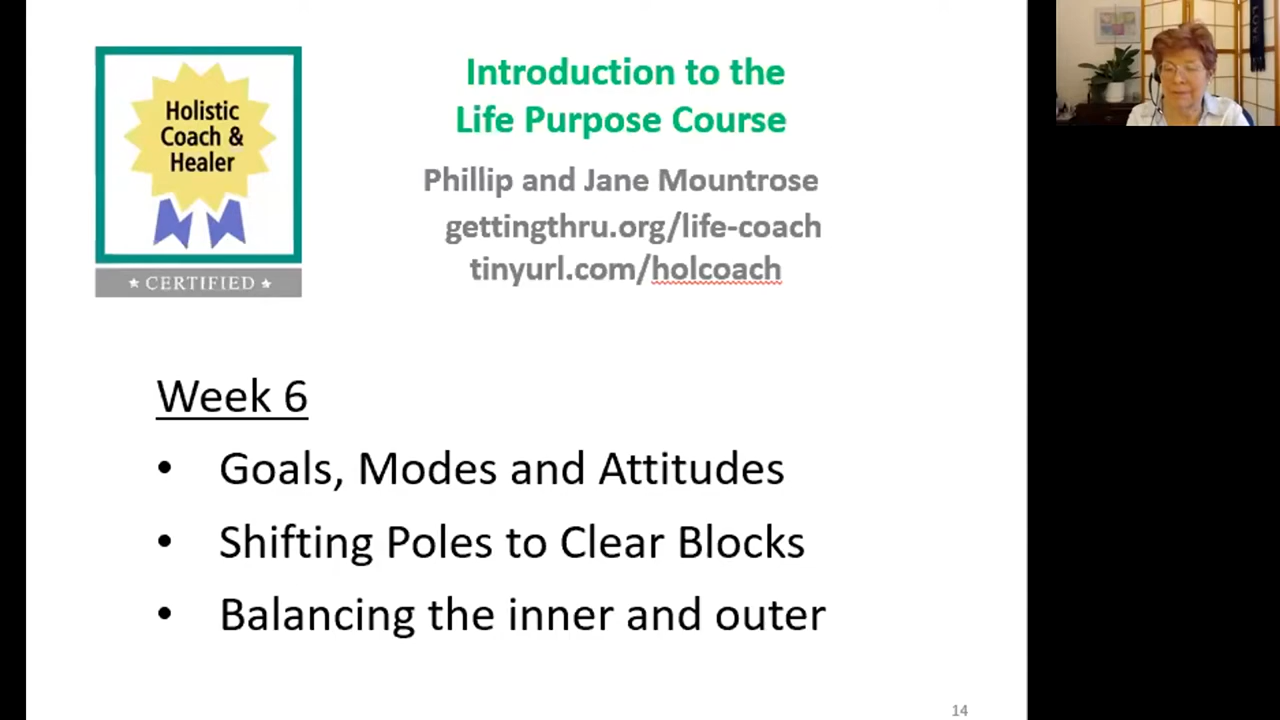 Holistic
Coach &
Healer
★ CERTIFIED ★
Introduction to the
Life Purpose Course
Phillip and Jane Mountrose
gettingthru.org/life-coach
tinyurl.com/holcoach
Week 6
• Goals, Modes and Attitudes
• Shifting Poles to Clear Blocks
• Balancing the inner and outer
14